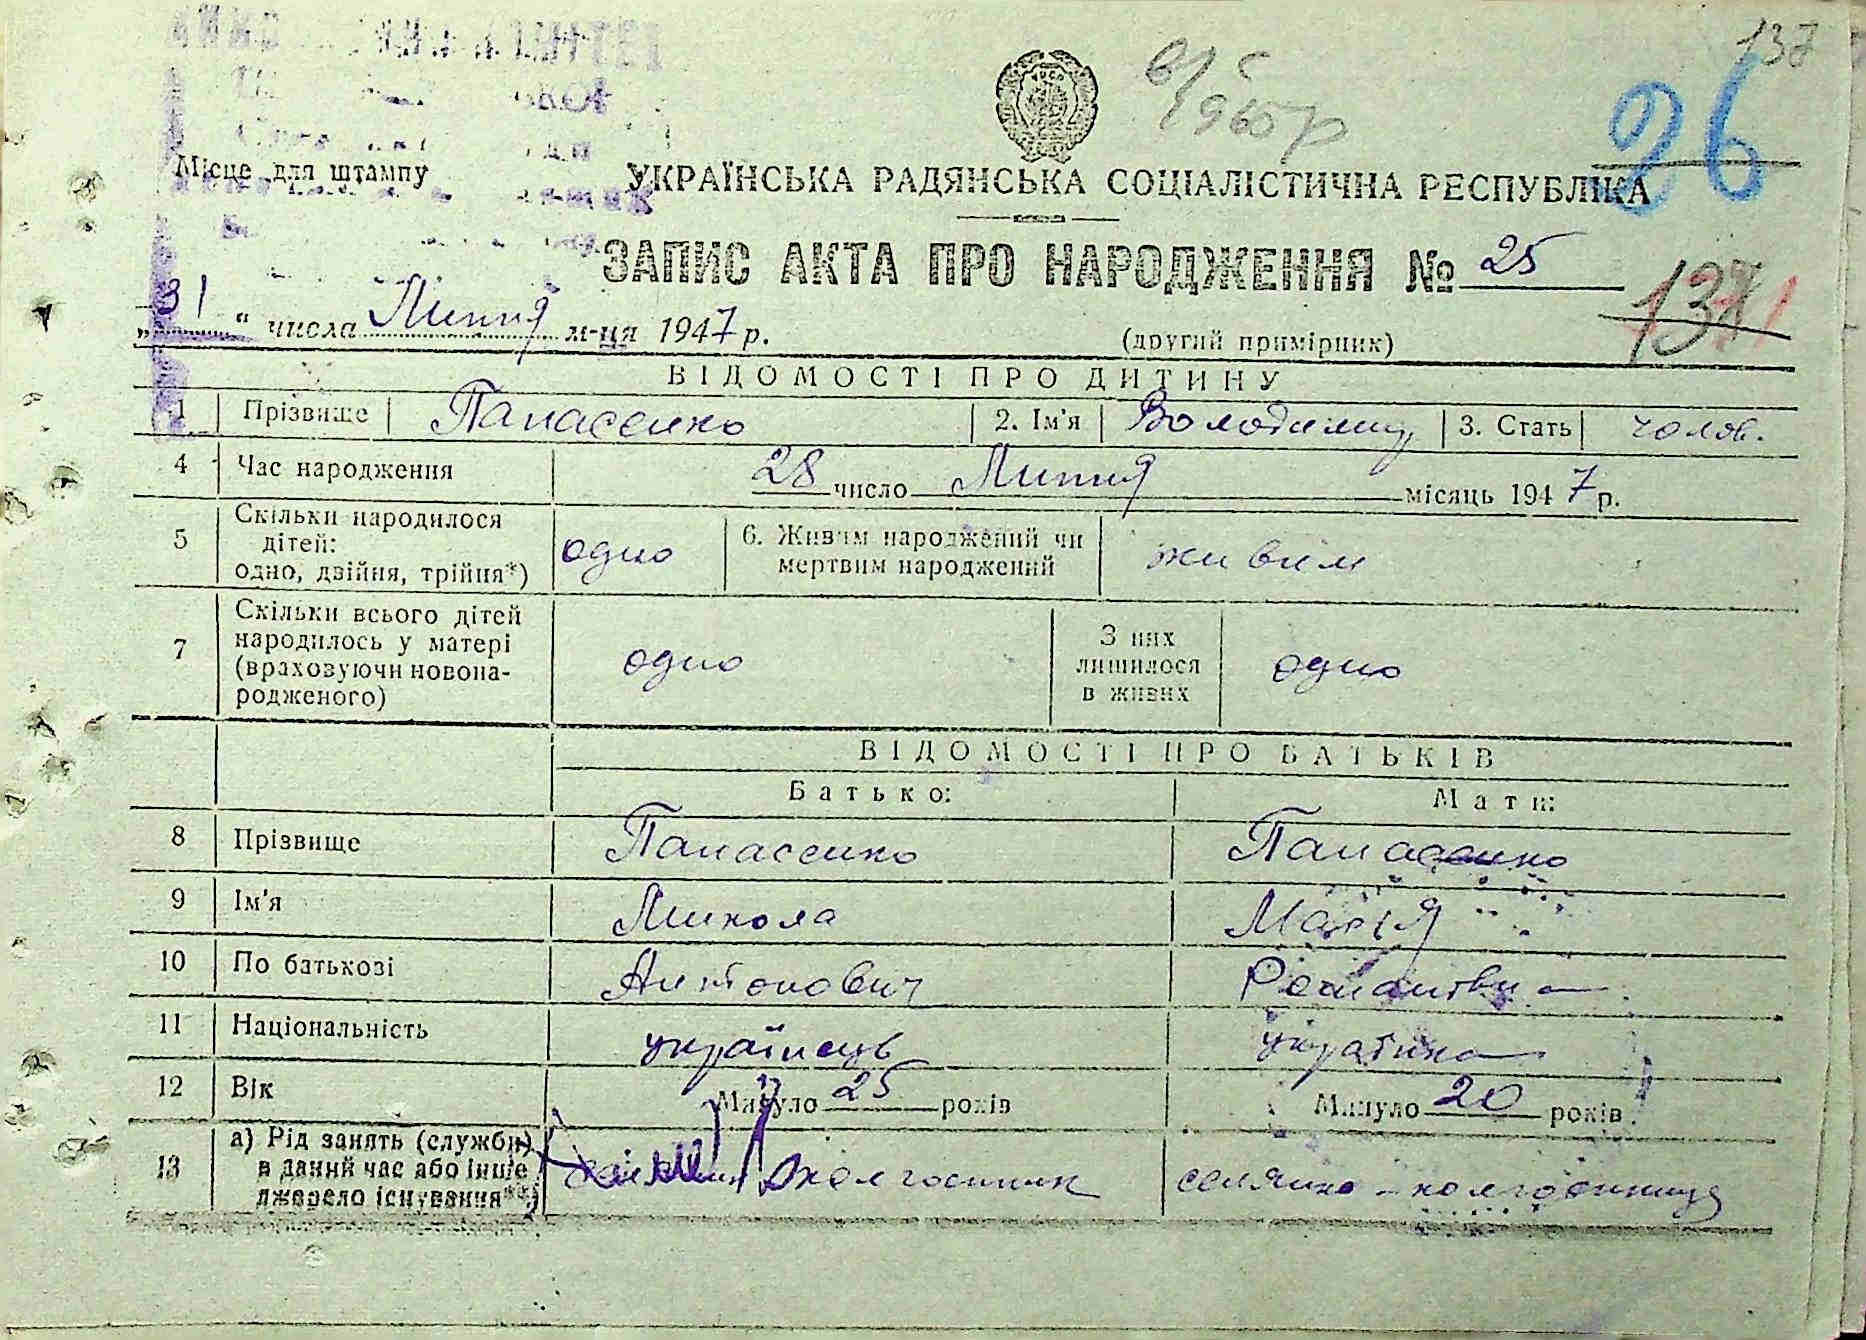 137
26
Місце для штампу
УКРАЇНСЬКА РАДЯНСЬКА СОЦІАЛІСТИЧНА РЕСПУБЛІКА
ЗАПИС АКТА ПРО НАРОДЖЕННЯ № 25
„31“ числа Липня м-ця 1947 р.
(другий примірник)
ВІДОМОСТІ ПРО ДИТИНУ
1 Прізвище Панасенко 2. Ім'я Володимир 3. Стать чолов.
4 Час народження 28 число Липня місяць 1947 р.
5 Скільки народилося дітей: одно, двійня, трійня*) одно 6. Живим народжений чи мертвим народжений живим
7 Скільки всього дітей народилось у матері (враховуючи новонародженого) одно З них лишилося в живих одно
ВІДОМОСТІ ПРО БАТЬКІВ
Батько: Мати:
8 Прізвище Панасенко Панасенко
9 Ім'я Микола Марія
10 По батькові Антонович Романівна
11 Національність українець українка
12 Вік Минуло 25 років Минуло 20 років
13 а) Рід занять (служби) в даний час або інше джерело існування**) колгоспник селянка - колгоспниця